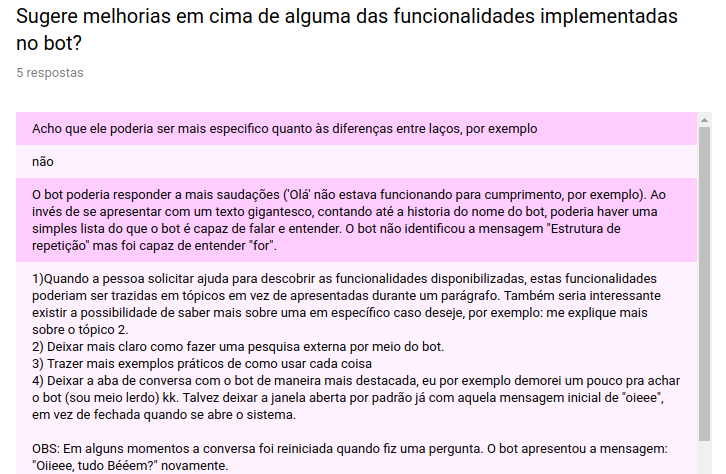 Sugere melhorias em cima de alguma das funcionalidades implementadas
no bot?
5 respostas
Acho que ele poderia ser mais especifico quanto às diferenças entre laços, por exemplo
não
O bot poderia responder a mais saudações ('Olá' não estava funcionando para cumprimento, por exemplo). Ao
invés de se apresentar com um texto gigantesco, contando até a historia do nome do bot, poderia haver uma
simples lista do que o bot é capaz de falar e entender. O bot não identificou a mensagem "Estrutura de
repetição" mas foi capaz de entender "for".
1)Quando a pessoa solicitar ajuda para descobrir as funcionalidades disponibilizadas, estas funcionalidades
poderiam ser trazidas em tópicos em vez de apresentadas durante um parágrafo. Também seria interessante
existir a possibilidade de saber mais sobre uma em específico caso deseje, por exemplo: me explique mais
sobre o tópico 2.
2) Deixar mais claro como fazer uma pesquisa externa por meio do bot.
3) Trazer mais exemplos práticos de como usar cada coisa
4) Deixar a aba de conversa com o bot de maneira mais destacada, eu por exemplo demorei um pouco pra achar
o bot (sou meio lerdo) kk. Talvez deixar a janela aberta por padrão já com aquela mensagem inicial de "oieee",
em vez de fechada quando se abre o sistema.
OBS: Em alguns momentos a conversa foi reiniciada quando fiz uma pergunta. O bot apresentou a mensagem:
"Oiieee, tudo Bééem?" novamente.